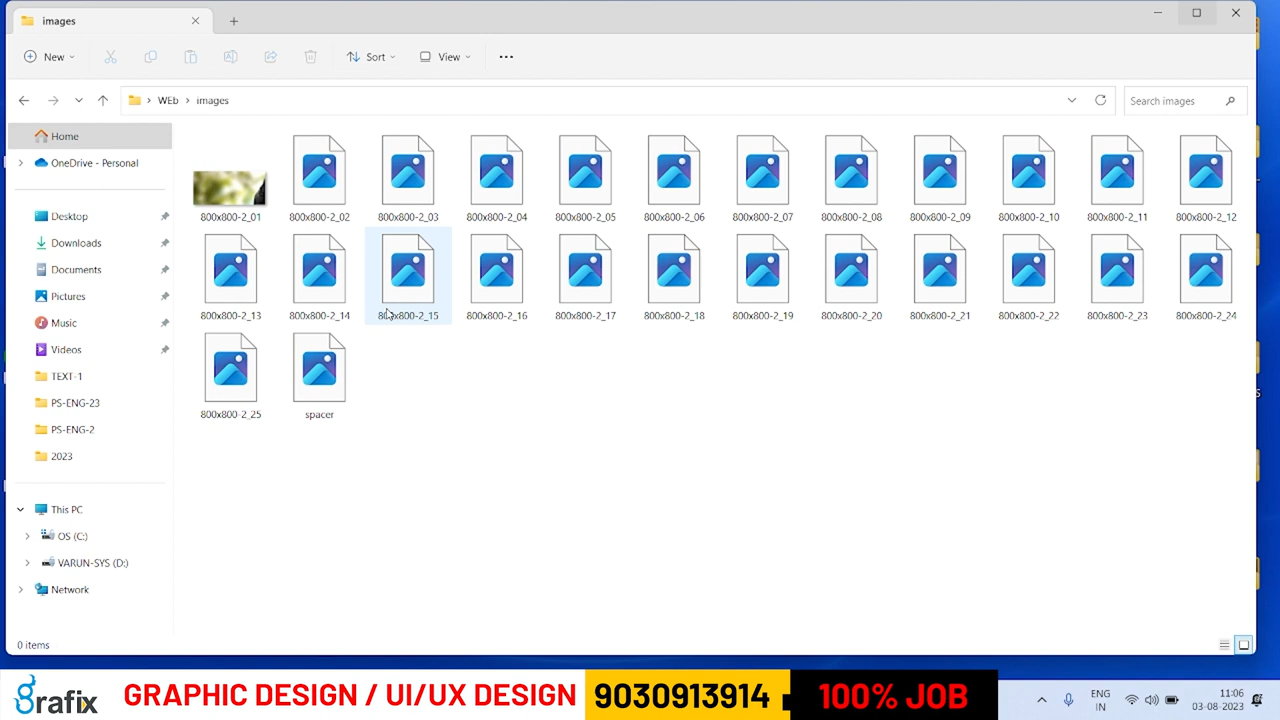 images
New
Sort
View
WEb
images
Search images
Home
OneDrive - Personal
Desktop
Downloads
Documents
Pictures
Music
Videos
TEXT-1
PS-ENG-23
PS-ENG-2
2023
This PC
OS (C:)
VARUN-SYS (D:)
Network
800x800-2_01 800x800-2_02 800x800-2_03 800x800-2_04 800x800-2_05 800x800-2_06 800x800-2_07 800x800-2_08 800x800-2_09 800x800-2_10 800x800-2_11 800x800-2_12
800x800-2_13 800x800-2_14 800x800-2_15 800x800-2_16 800x800-2_17 800x800-2_18 800x800-2_19 800x800-2_20 800x800-2_21 800x800-2_22 800x800-2_23 800x800-2_24
800x800-2_25 spacer
0 items
grafix GRAPHIC DESIGN / UI/UX DESIGN 9030913914 100% JOB
ENG
IN
11:06
03-08-2023